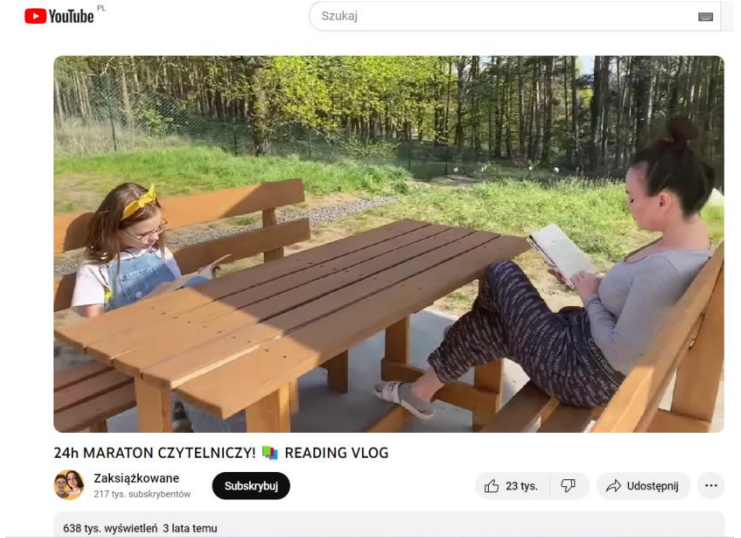 YouTube PL
Szukaj
24h MARATON CZYTELNICZY! READING VLOG
Zaksiążkowane
217 tys. subskrybentów
Subskrybuj
23 tys.
Udostępnij
638 tys. wyświetleń 3 lata temu